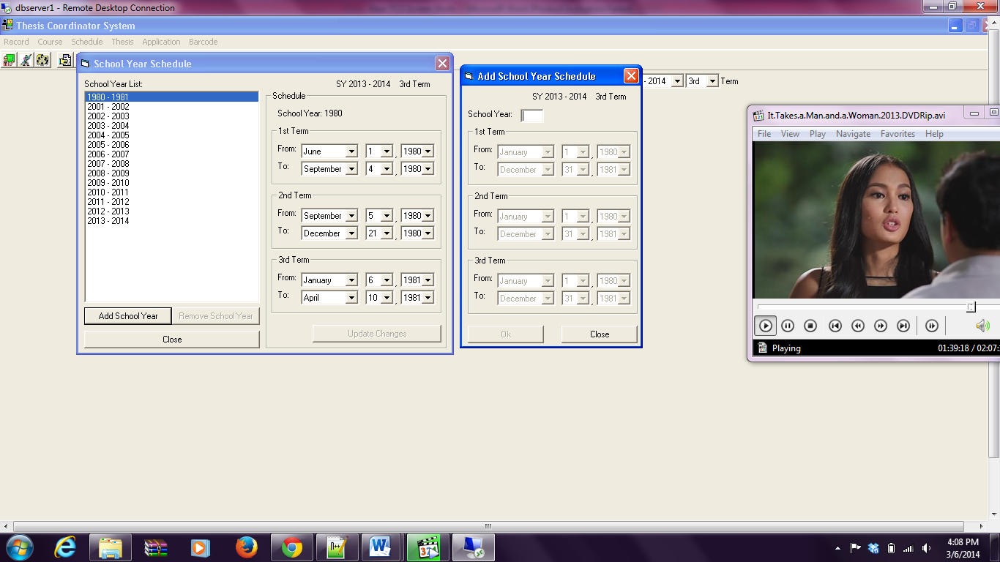 dbserver1 - Remote Desktop Connection
Thesis Coordinator System
Record Course Schedule Thesis Application Barcode
School Year Schedule
School Year List:
1980 - 1981
2001 - 2002
2002 - 2003
2003 - 2004
2004 - 2005
2005 - 2006
2006 - 2007
2007 - 2008
2008 - 2009
2009 - 2010
2010 - 2011
2011 - 2012
2012 - 2013
2013 - 2014
Add School Year Remove School Year
Close
SY 2013 - 2014 3rd Term
Schedule
School Year: 1980
1st Term
From: June 1 , 1980
To: September 4 , 1980
2nd Term
From: September 5 , 1980
To: December 21 , 1980
3rd Term
From: January 6 , 1981
To: April 10 , 1981
Update Changes
Add School Year Schedule
SY 2013 - 2014 3rd Term
School Year:
1st Term
From: January 1 , 1980
To: December 31 , 1981
2nd Term
From: January 1 , 1980
To: December 31 , 1981
3rd Term
From: January 1 , 1980
To: December 31 , 1981
Ok Close
- 2014 3rd Term
It.Takes.a.Man.and.a.Woman.2013.DVDRip.avi
File View Play Navigate Favorites Help
Playing 01:39:18 / 02:07:
4:08 PM
3/6/2014